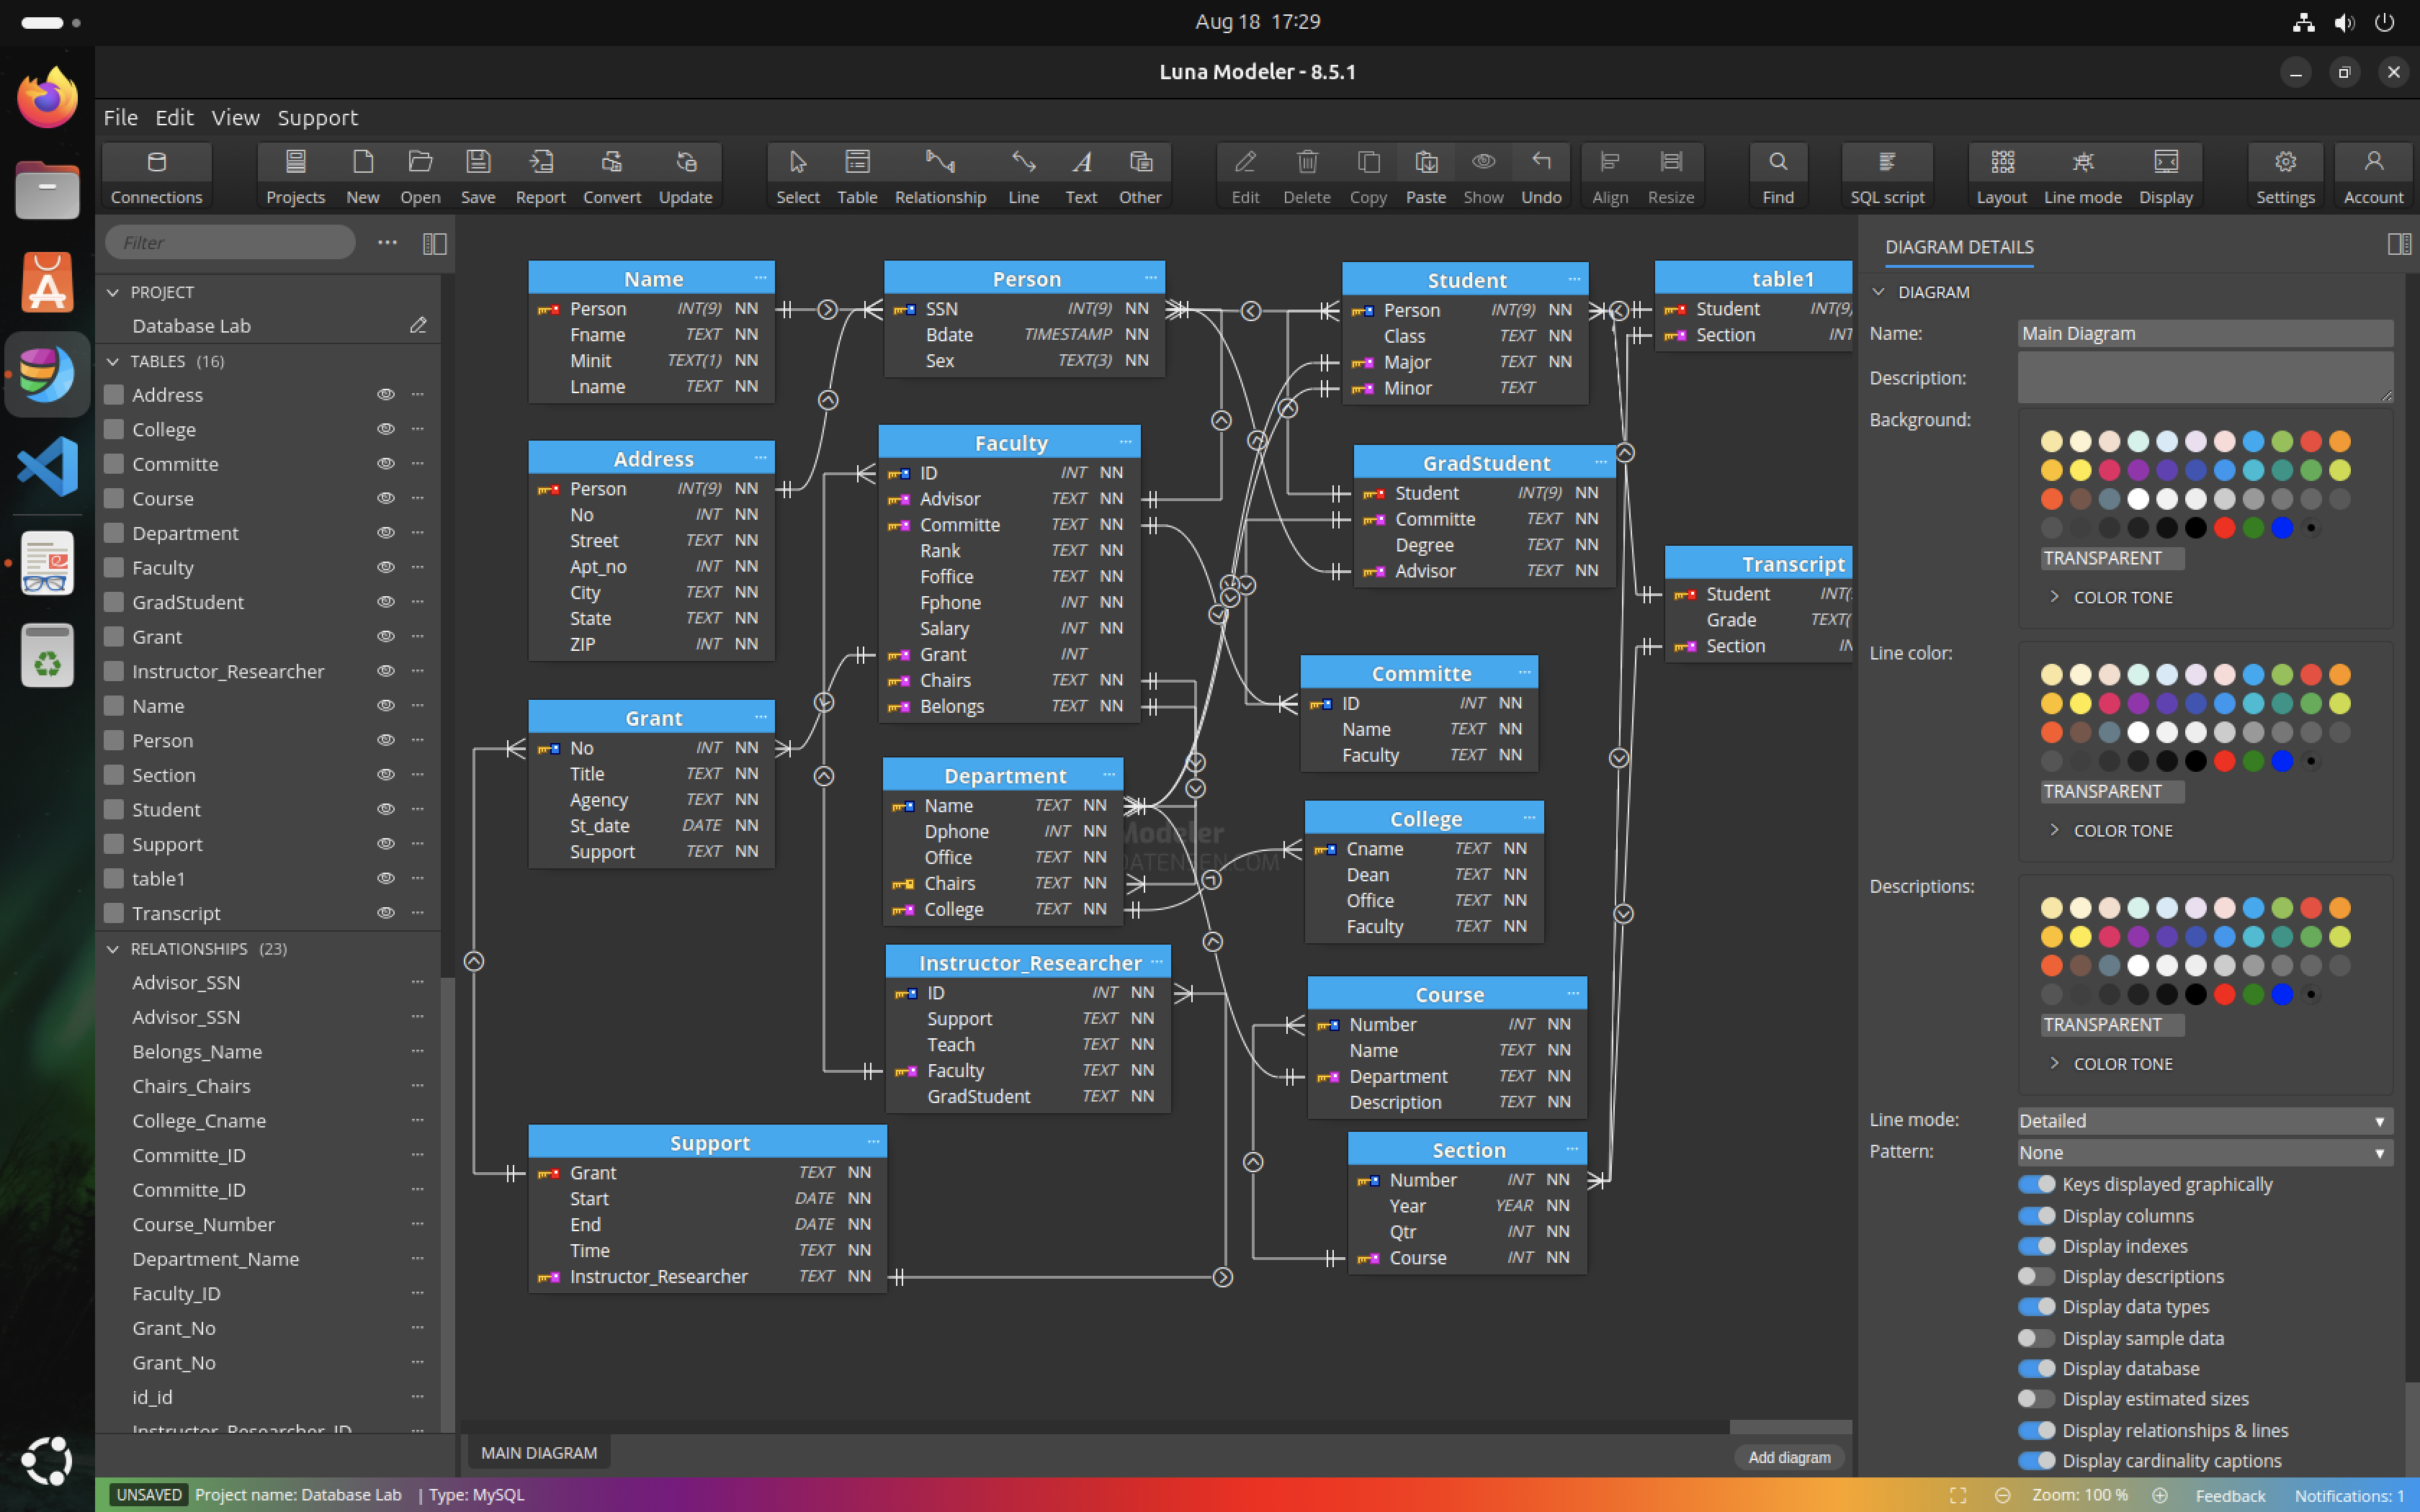 Aug 18 17:29
Luna Modeler - 8.5.1
File Edit View Support
Connections Projects New Open Save Report Convert Update Select Table Relationship Line Text Other Edit Delete Copy Paste Show Undo Align Resize Find SQL script Layout Line mode Display Settings Account
Filter
PROJECT
Database Lab
TABLES (16)
Address
College
Committe
Course
Department
Faculty
GradStudent
Grant
Instructor_Researcher
Name
Person
Section
Student
Support
table1
Transcript
RELATIONSHIPS (23)
Advisor_SSN
Advisor_SSN
Belongs_Name
Chairs_Chairs
College_Cname
Committe_ID
Committe_ID
Course_Number
Department_Name
Faculty_ID
Grant_No
Grant_No
id_id
Instructor_Researcher_ID
Name
Person INT(9) NN
Fname TEXT NN
Minit TEXT(1) NN
Lname TEXT NN
Address
Person INT(9) NN
No INT NN
Street TEXT NN
Apt_no INT NN
City TEXT NN
State TEXT NN
ZIP INT NN
Grant
No INT NN
Title TEXT NN
Agency TEXT NN
St_date DATE NN
Support TEXT NN
Support
Grant TEXT NN
Start DATE NN
End DATE NN
Time TEXT NN
Instructor_Researcher TEXT NN
Person
SSN INT(9) NN
Bdate TIMESTAMP NN
Sex TEXT(3) NN
Faculty
ID INT NN
Advisor TEXT NN
Committe TEXT NN
Rank TEXT NN
Foffice TEXT NN
Fphone INT NN
Salary INT NN
Grant INT
Chairs TEXT NN
Belongs TEXT NN
Department
Name TEXT NN
Dphone INT NN
Office TEXT NN
Chairs TEXT NN
College TEXT NN
Modeler
DATENSEN.COM
Instructor_Researcher
ID INT NN
Support TEXT NN
Teach TEXT NN
Faculty TEXT NN
GradStudent TEXT NN
Student
Person INT(9) NN
Class TEXT NN
Major TEXT NN
Minor TEXT
GradStudent
Student INT(9) NN
Committe TEXT NN
Degree TEXT NN
Advisor TEXT NN
Committe
ID INT NN
Name TEXT NN
Faculty TEXT NN
College
Cname TEXT NN
Dean TEXT NN
Office TEXT NN
Faculty TEXT NN
Course
Number INT NN
Name TEXT NN
Department TEXT NN
Description TEXT NN
Section
Number INT NN
Year YEAR NN
Qtr INT NN
Course INT NN
table1
Student INT(9)
Section INT
Transcript
Student INT(
Grade TEXT(
Section IN
MAIN DIAGRAM
Add diagram
DIAGRAM DETAILS
DIAGRAM
Name: Main Diagram
Description:
Background:
TRANSPARENT
COLOR TONE
Line color:
TRANSPARENT
COLOR TONE
Descriptions:
TRANSPARENT
COLOR TONE
Line mode: Detailed
Pattern: None
Keys displayed graphically
Display columns
Display indexes
Display descriptions
Display data types
Display sample data
Display database
Display estimated sizes
Display relationships & lines
Display cardinality captions
UNSAVED Project name: Database Lab | Type: MySQL
Zoom: 100 % Feedback Notifications: 1